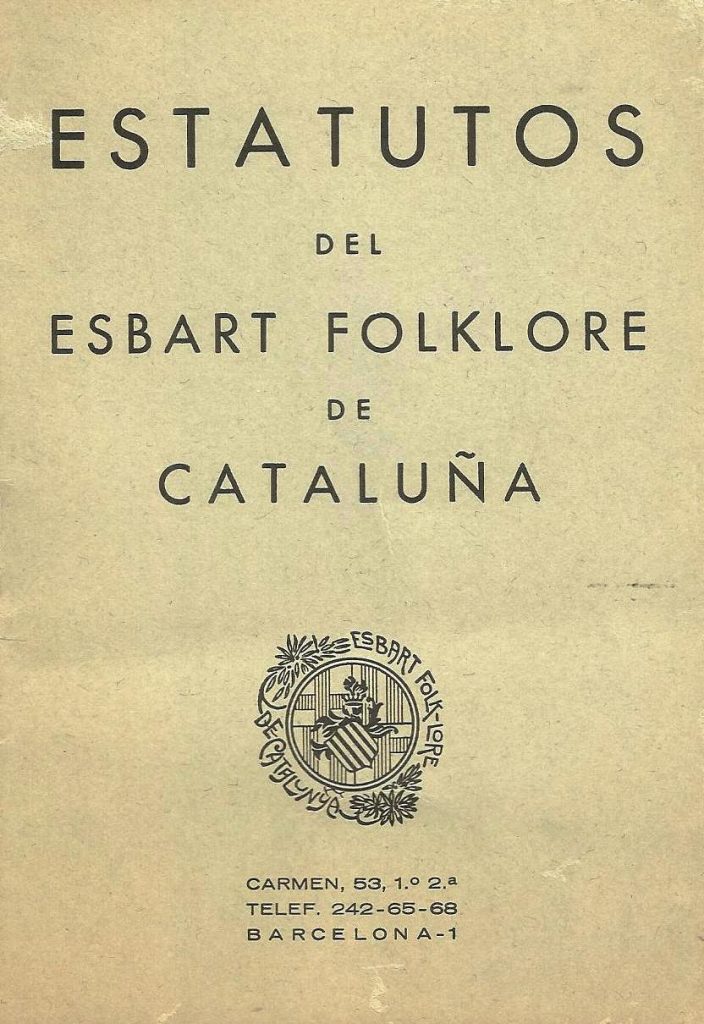 ESTATUTOS
DEL
ESBART FOLKLORE
DE
CATALUÑA
ESBART FOLK-LORE
DE CATALUNYA
CARMEN, 53, 1.º 2.ª
TELEF. 242-65-68
BARCELONA-1